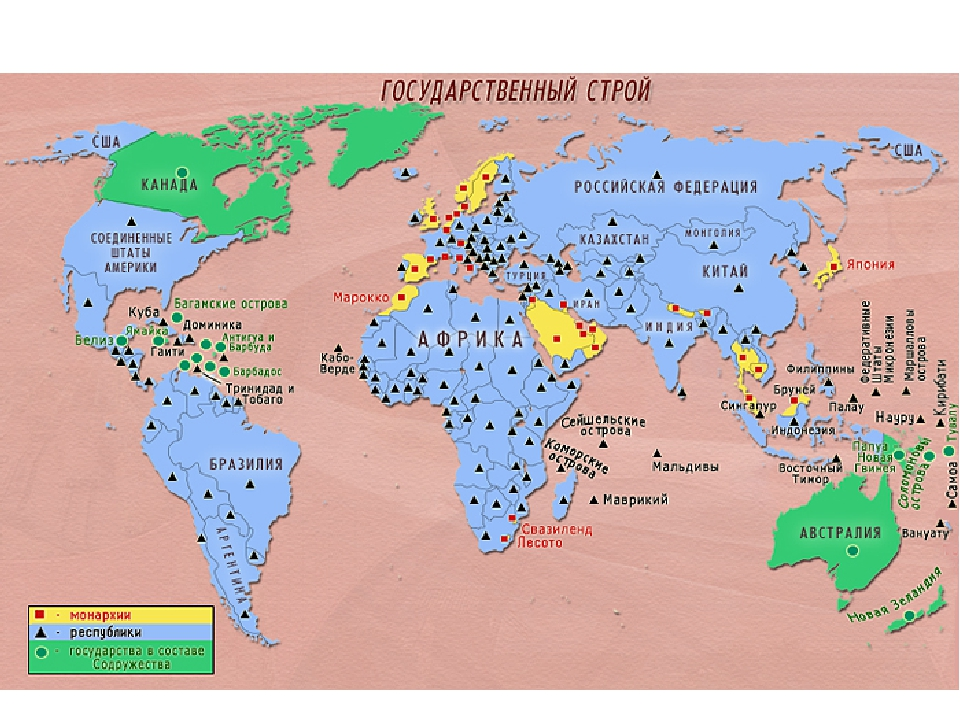 ГОСУДАРСТВЕННЫЙ СТРОЙ
США
США
КАНАДА
РОССИЙСКАЯ ФЕДЕРАЦИЯ
СОЕДИНЕННЫЕ
ШТАТЫ
АМЕРИКИ
КАЗАХСТАН
МОНГОЛИЯ
ТУРЦИЯ
КИТАЙ
Япония
Марокко
ИРАН
Багамские острова
Куба
Доминика
Ямайка
Белиз
Гаити
Антигуа и
Барбуда
Барбадос
Тринидад и
Тобаго
АФРИКА
ИНДИЯ
Кабо-
Верде
Федеративные
Штаты
Микронезии
Маршалловы
острова
Кирибати
Филиппины
Бруней
Сингапур
Палау
Науру
Тувалу
Индонезия
Сейшельские
острова
Коморские
острова
Мальдивы
Маврикий
Восточный
Тимор
Папуа
Новая
Гвинея
Соломоновы
острова
Самоа
Вануату
БРАЗИЛИЯ
АРГЕНТИНА
Свазиленд
Лесото
АВСТРАЛИЯ
Новая Зеландия
- монархии
- республики
- государства в составе
Содружества